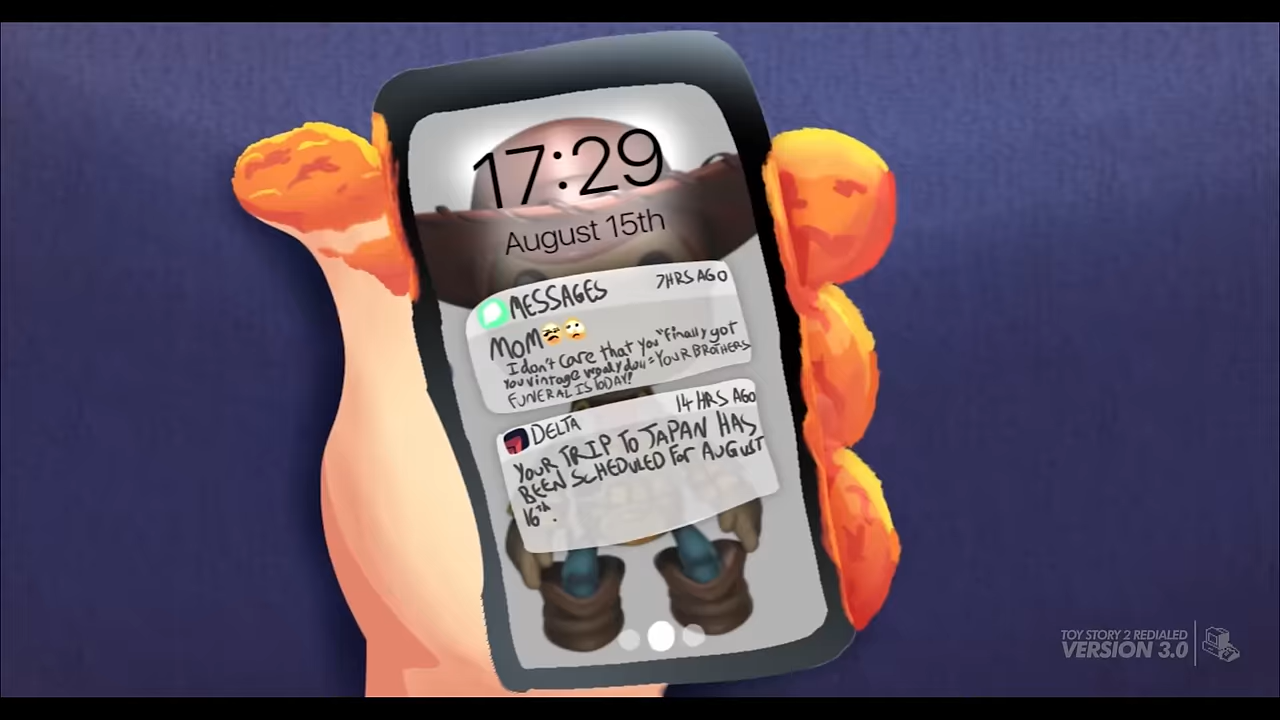 17:29
August 15th
MESSAGES 7HRS AGO
MOM
I don't care that you "finally got
you vintage woody doll" YOUR BROTHERS
FUNERAL IS TODAY!
DELTA 14 HRS AGO
YOUR TRIP TO JAPAN HAS
BEEN SCHEDULED FOR AUGUST
16th.
TOY STORY 2 REDIALED
VERSION 3.0